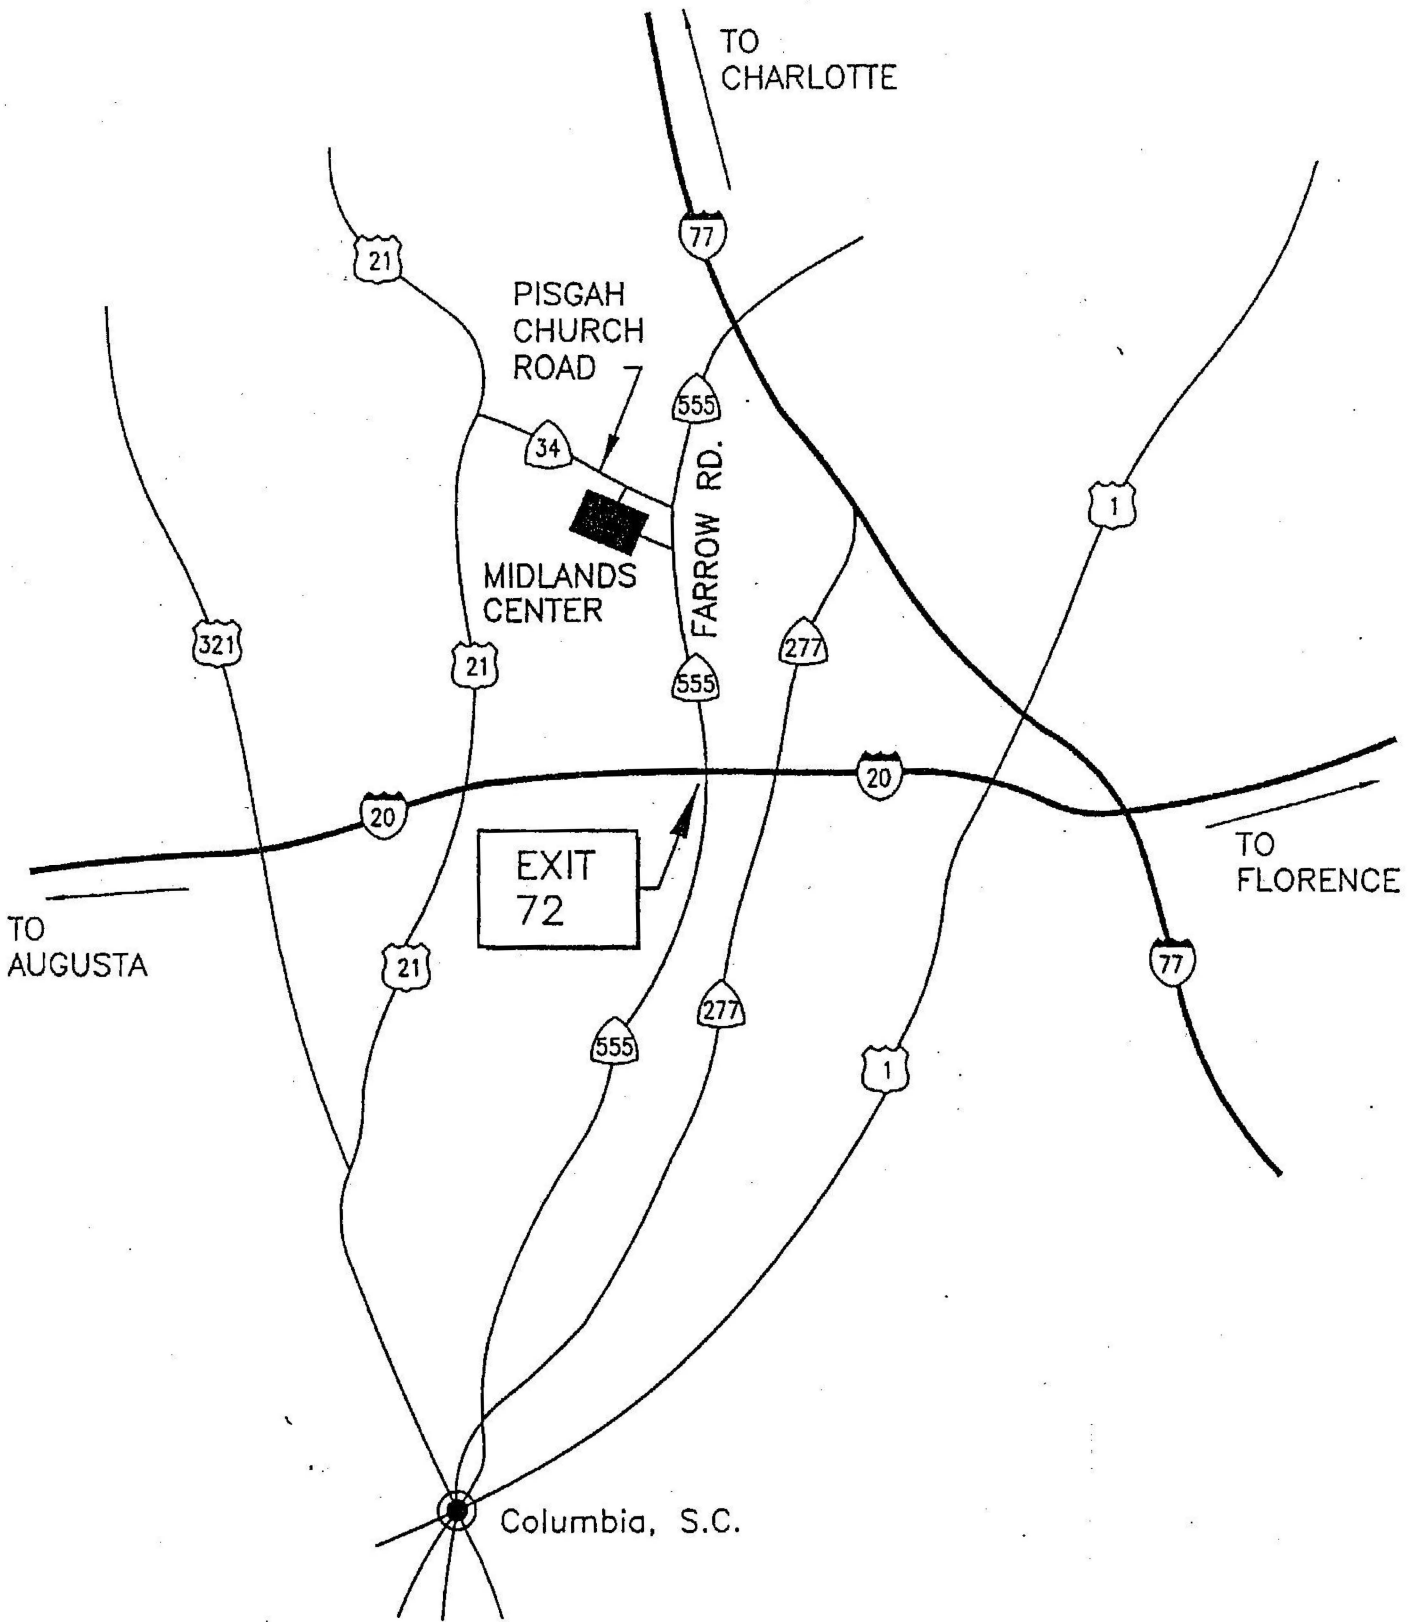 TO
CHARLOTTE
77
21
PISGAH
CHURCH
ROAD
555
34
FARROW RD.
1
MIDLANDS
CENTER
321
21
277
555
20
20
EXIT
72
TO
FLORENCE
TO
AUGUSTA
21
77
277
555
1
Columbia, S.C.